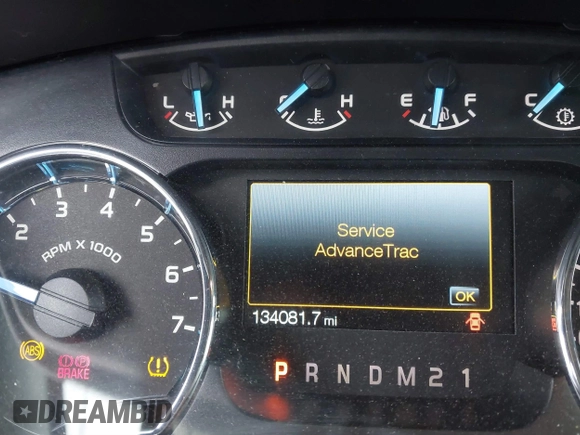 L H
C H
E F
C
2 3 4 5 6 7
RPM X 1000
Service
AdvanceTrac
OK
134081.7 mi
ABS
BRAKE
P R N D M 2 1
DREAMBID